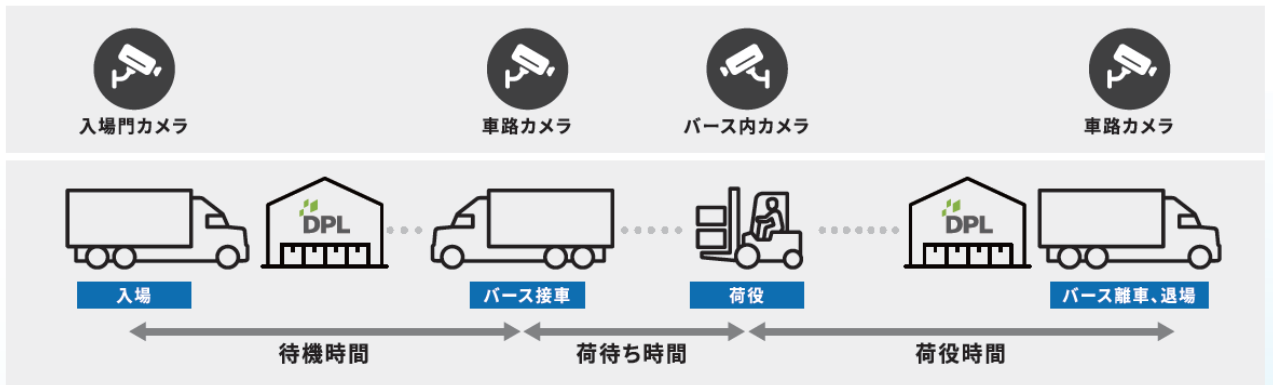 入場門カメラ
車路カメラ
バース内カメラ
車路カメラ
DPL
DPL
入場
バース接車
荷役
バース離車、退場
待機時間
荷待ち時間
荷役時間